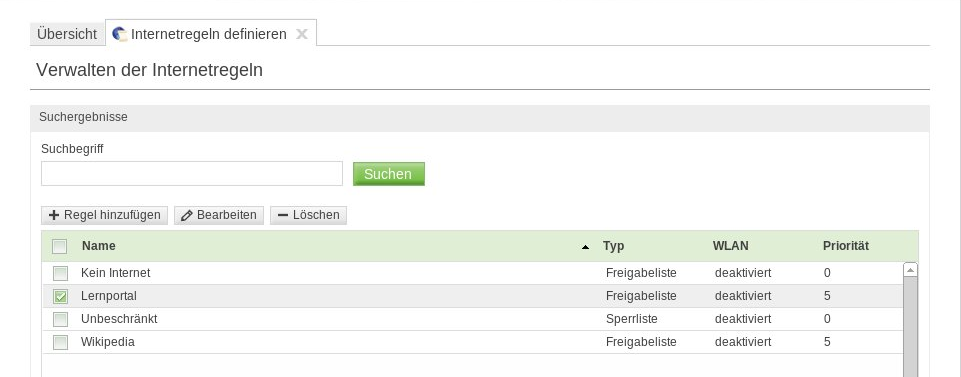 Übersicht Internetregeln definieren
Verwalten der Internetregeln
Suchergebnisse
Suchbegriff
Suchen
Regel hinzufügen Bearbeiten Löschen
Name Typ WLAN Priorität
Kein Internet Freigabeliste deaktiviert 0
Lernportal Freigabeliste deaktiviert 5
Unbeschränkt Sperrliste deaktiviert 0
Wikipedia Freigabeliste deaktiviert 5